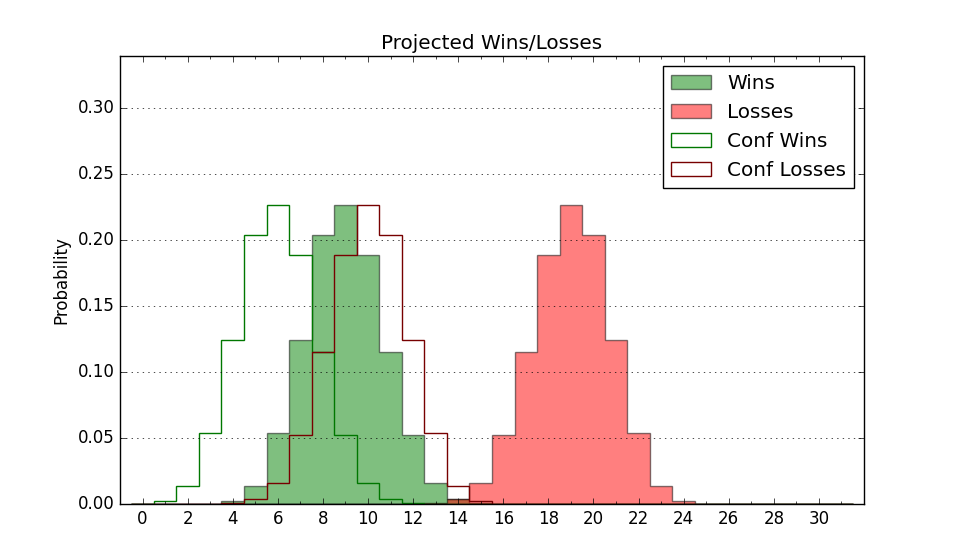 Projected Wins/Losses
Wins
Losses
Conf Wins
Conf Losses
Probability
0.30
0.25
0.20
0.15
0.10
0.05
0.00
0 2 4 6 8 10 12 14 16 18 20 22 24 26 28 30